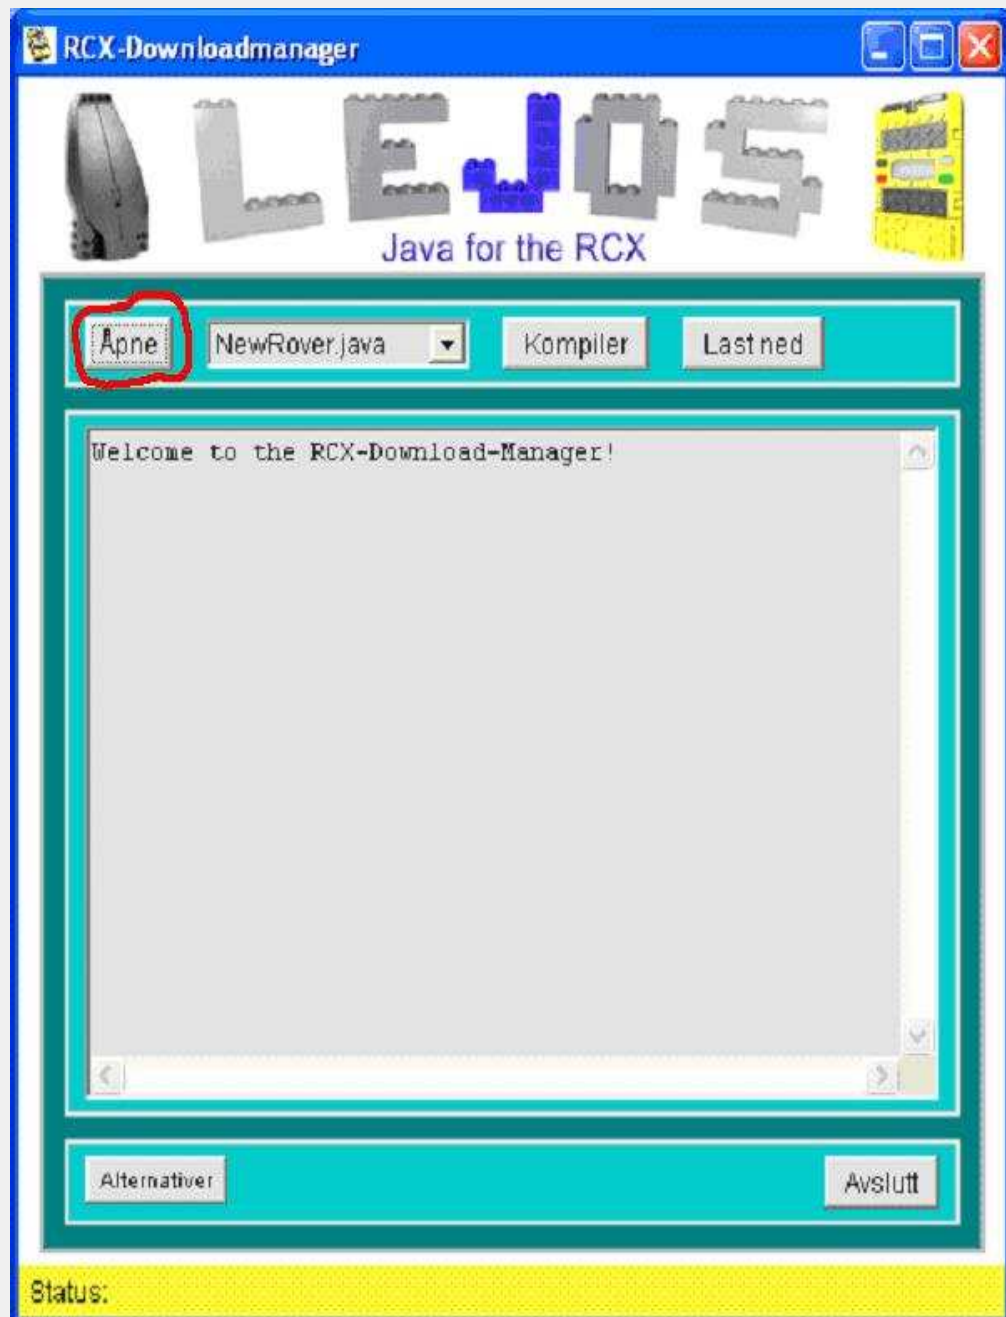 RCX-Downloadmanager
LEJOS
Java for the RCX
Åpne NewRover.java Kompiler Last ned
Welcome to the RCX-Download-Manager!
Alternativer Avslutt
Status: